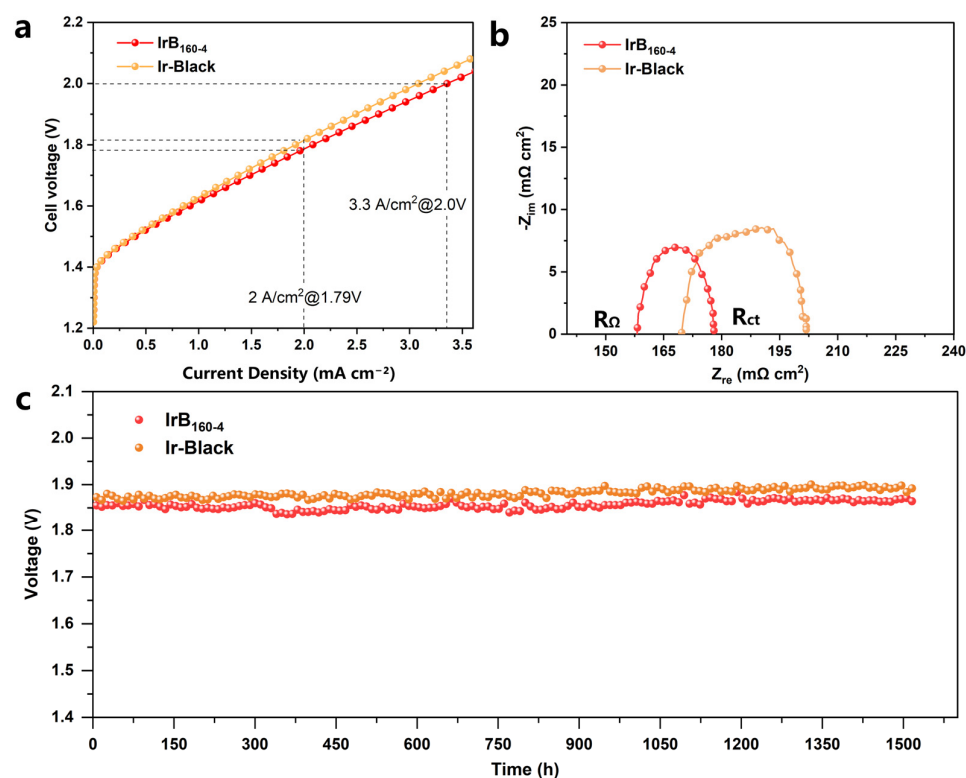 a
IrB₁₆₀₋₄
Ir-Black
Cell voltage (V)
2.2
2.0
1.8
1.6
1.4
1.2
3.3 A/cm²@2.0V
2 A/cm²@1.79V
0.0 0.5 1.0 1.5 2.0 2.5 3.0 3.5
Current Density (mA cm⁻²)
b
IrB₁₆₀₋₄
Ir-Black
-Zᵢₘ (mΩ cm²)
25
20
15
10
5
0
RΩ
Rct
150 165 180 195 210 225 240
Zᵣₑ (mΩ cm²)
c
IrB₁₆₀₋₄
Ir-Black
Voltage (V)
2.1
2.0
1.9
1.8
1.7
1.6
1.5
1.4
0 150 300 450 600 750 900 1050 1200 1350 1500
Time (h)